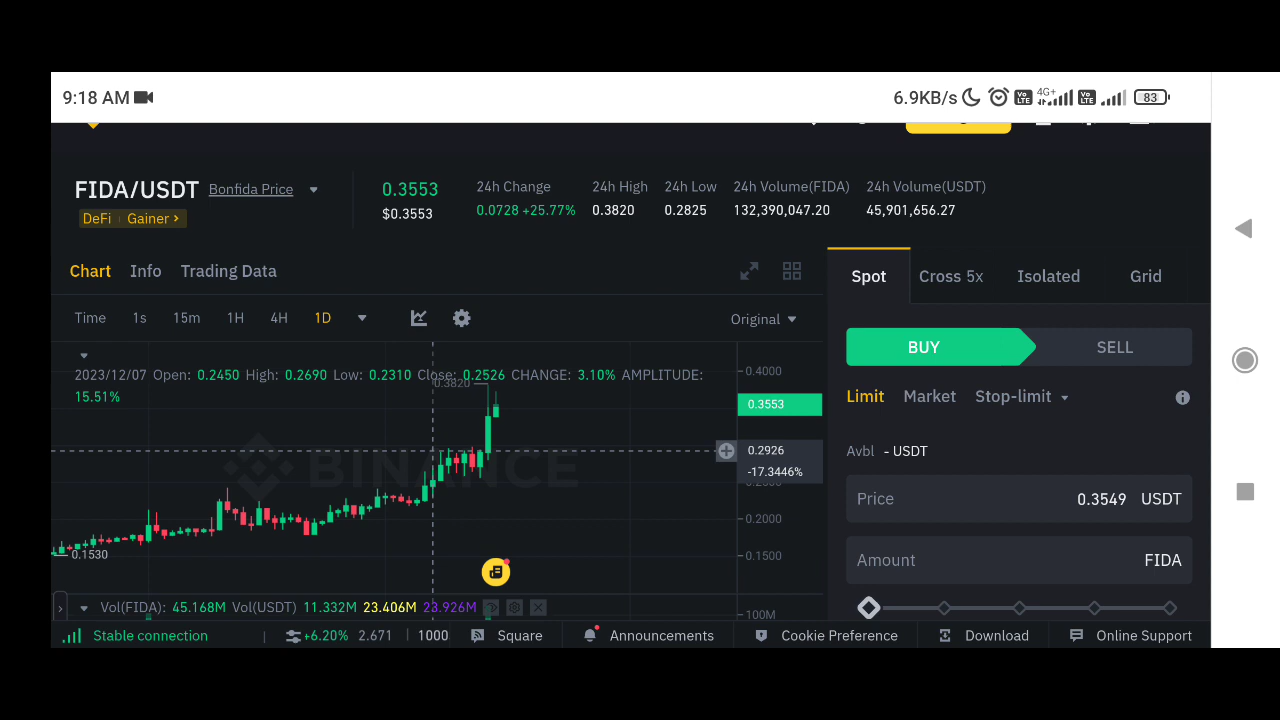 9:18 AM 6.9KB/s Vo LTE 4G+ Vo LTE 83
FIDA/USDT Bonfida Price
DeFi Gainer >
0.3553
$0.3553
24h Change 24h High 24h Low 24h Volume(FIDA) 24h Volume(USDT)
0.0728 +25.77% 0.3820 0.2825 132,390,047.20 45,901,656.27
Chart Info Trading Data
Time 1s 15m 1H 4H 1D Original
2023/12/07 Open: 0.2450 High: 0.2690 Low: 0.2310 Close: 0.2526 CHANGE: 3.10% AMPLITUDE:
15.51%
0.3820
0.4000
0.3553
0.2926
-17.3446%
0.2000
0.1500
100M
BINANCE
0.1530
Vol(FIDA): 45.168M Vol(USDT) 11.332M 23.406M 23.926M
Spot Cross 5x Isolated Grid
BUY SELL
Limit Market Stop-limit
Avbl - USDT
Price 0.3549 USDT
Amount FIDA
Stable connection +6.20% 2.671 1000 Square Announcements Cookie Preference Download Online Support